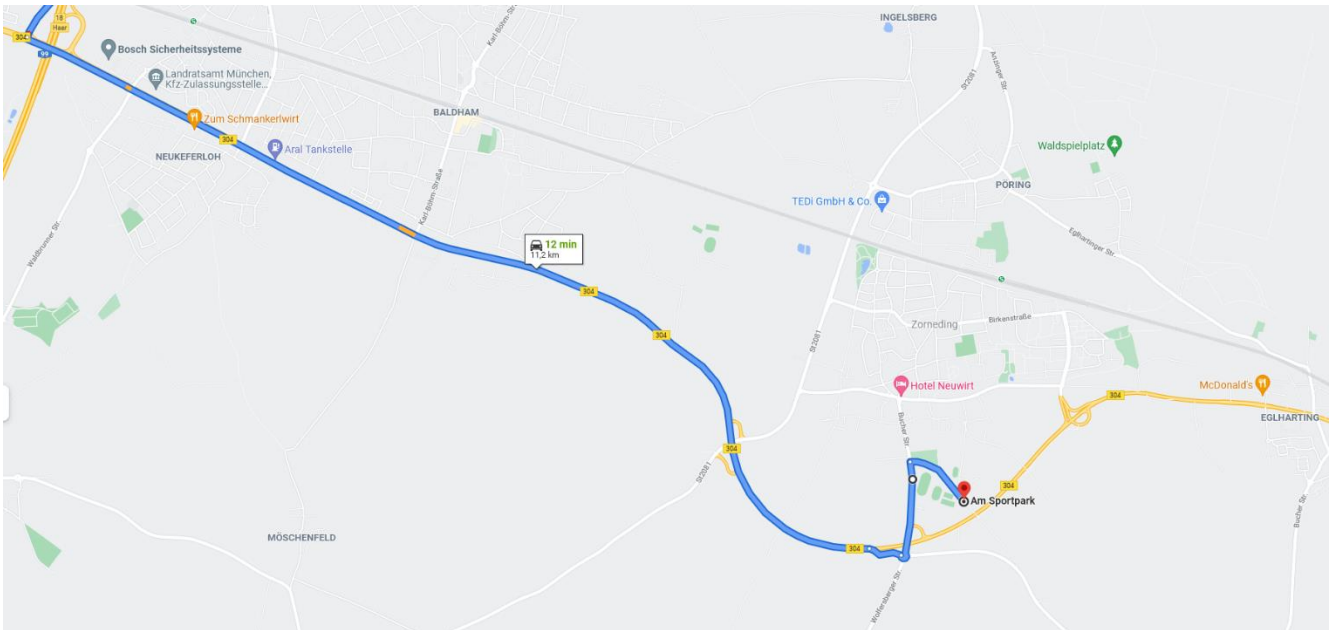 18
Haar
304
99
Bosch Sicherheitssysteme
Landratsamt München,
Kfz-Zulassungsstelle...
Zum Schmankerlwirt
304
NEUKEFERLOH
Aral Tankstelle
Waldbrunner Str.
Karl-Böhm-Straße
Karl-Böhm-Str.
BALDHAM
INGELSBERG
St2081
Anzinger Str.
Waldspielplatz
PÖRING
TEDi GmbH & Co.
Eglhartinger Str.
12 min
11,2 km
304
304
St2081
Zorneding
Birkenstraße
Hotel Neuwirt
Bucher Str.
304
McDonald's
EGLHARTING
Bucher Str.
304
St2081
304
Am Sportpark
304
Wolfersberger Str.
MÖSCHENFELD